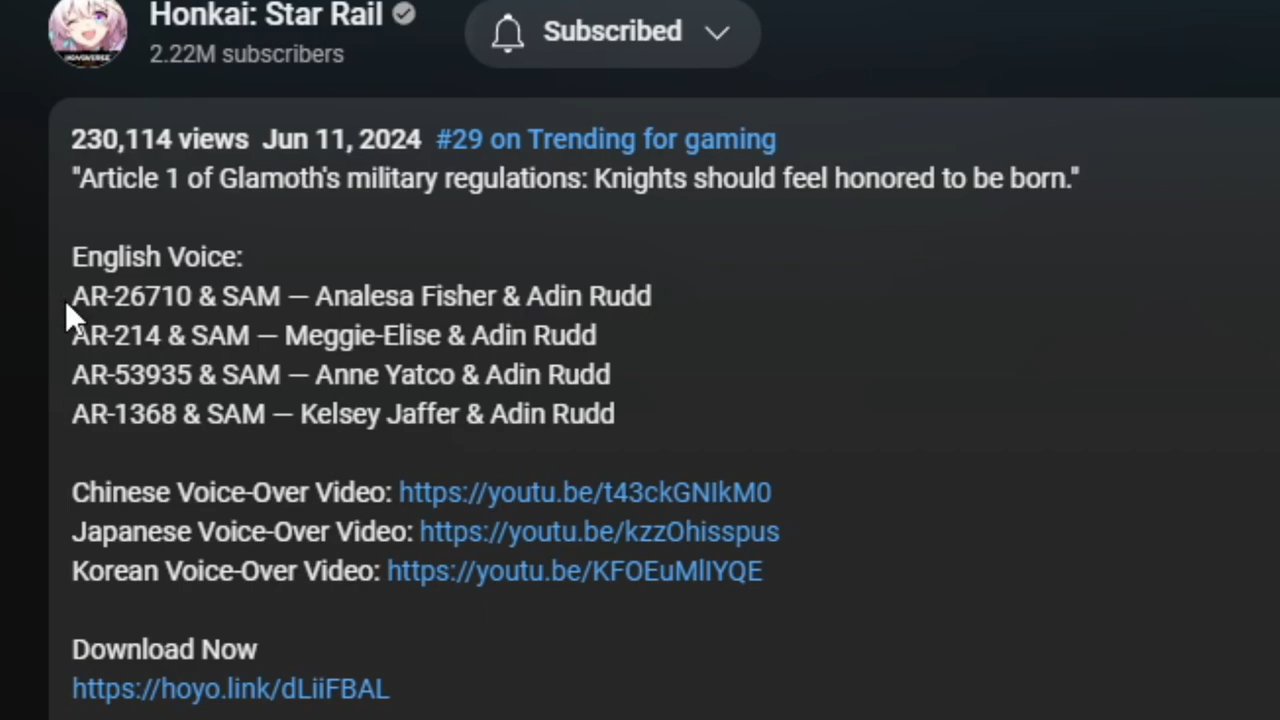 Honkai: Star Rail
2.22M subscribers
Subscribed
230,114 views Jun 11, 2024 #29 on Trending for gaming
"Article 1 of Glamoth's military regulations: Knights should feel honored to be born."
English Voice:
AR-26710 & SAM — Analesa Fisher & Adin Rudd
AR-214 & SAM — Meggie-Elise & Adin Rudd
AR-53935 & SAM — Anne Yatco & Adin Rudd
AR-1368 & SAM — Kelsey Jaffer & Adin Rudd
Chinese Voice-Over Video: https://youtu.be/t43ckGNIkM0
Japanese Voice-Over Video: https://youtu.be/kzzOhisspus
Korean Voice-Over Video: https://youtu.be/KFOEuMlIYQE
Download Now
https://hoyo.link/dLiiFBAL